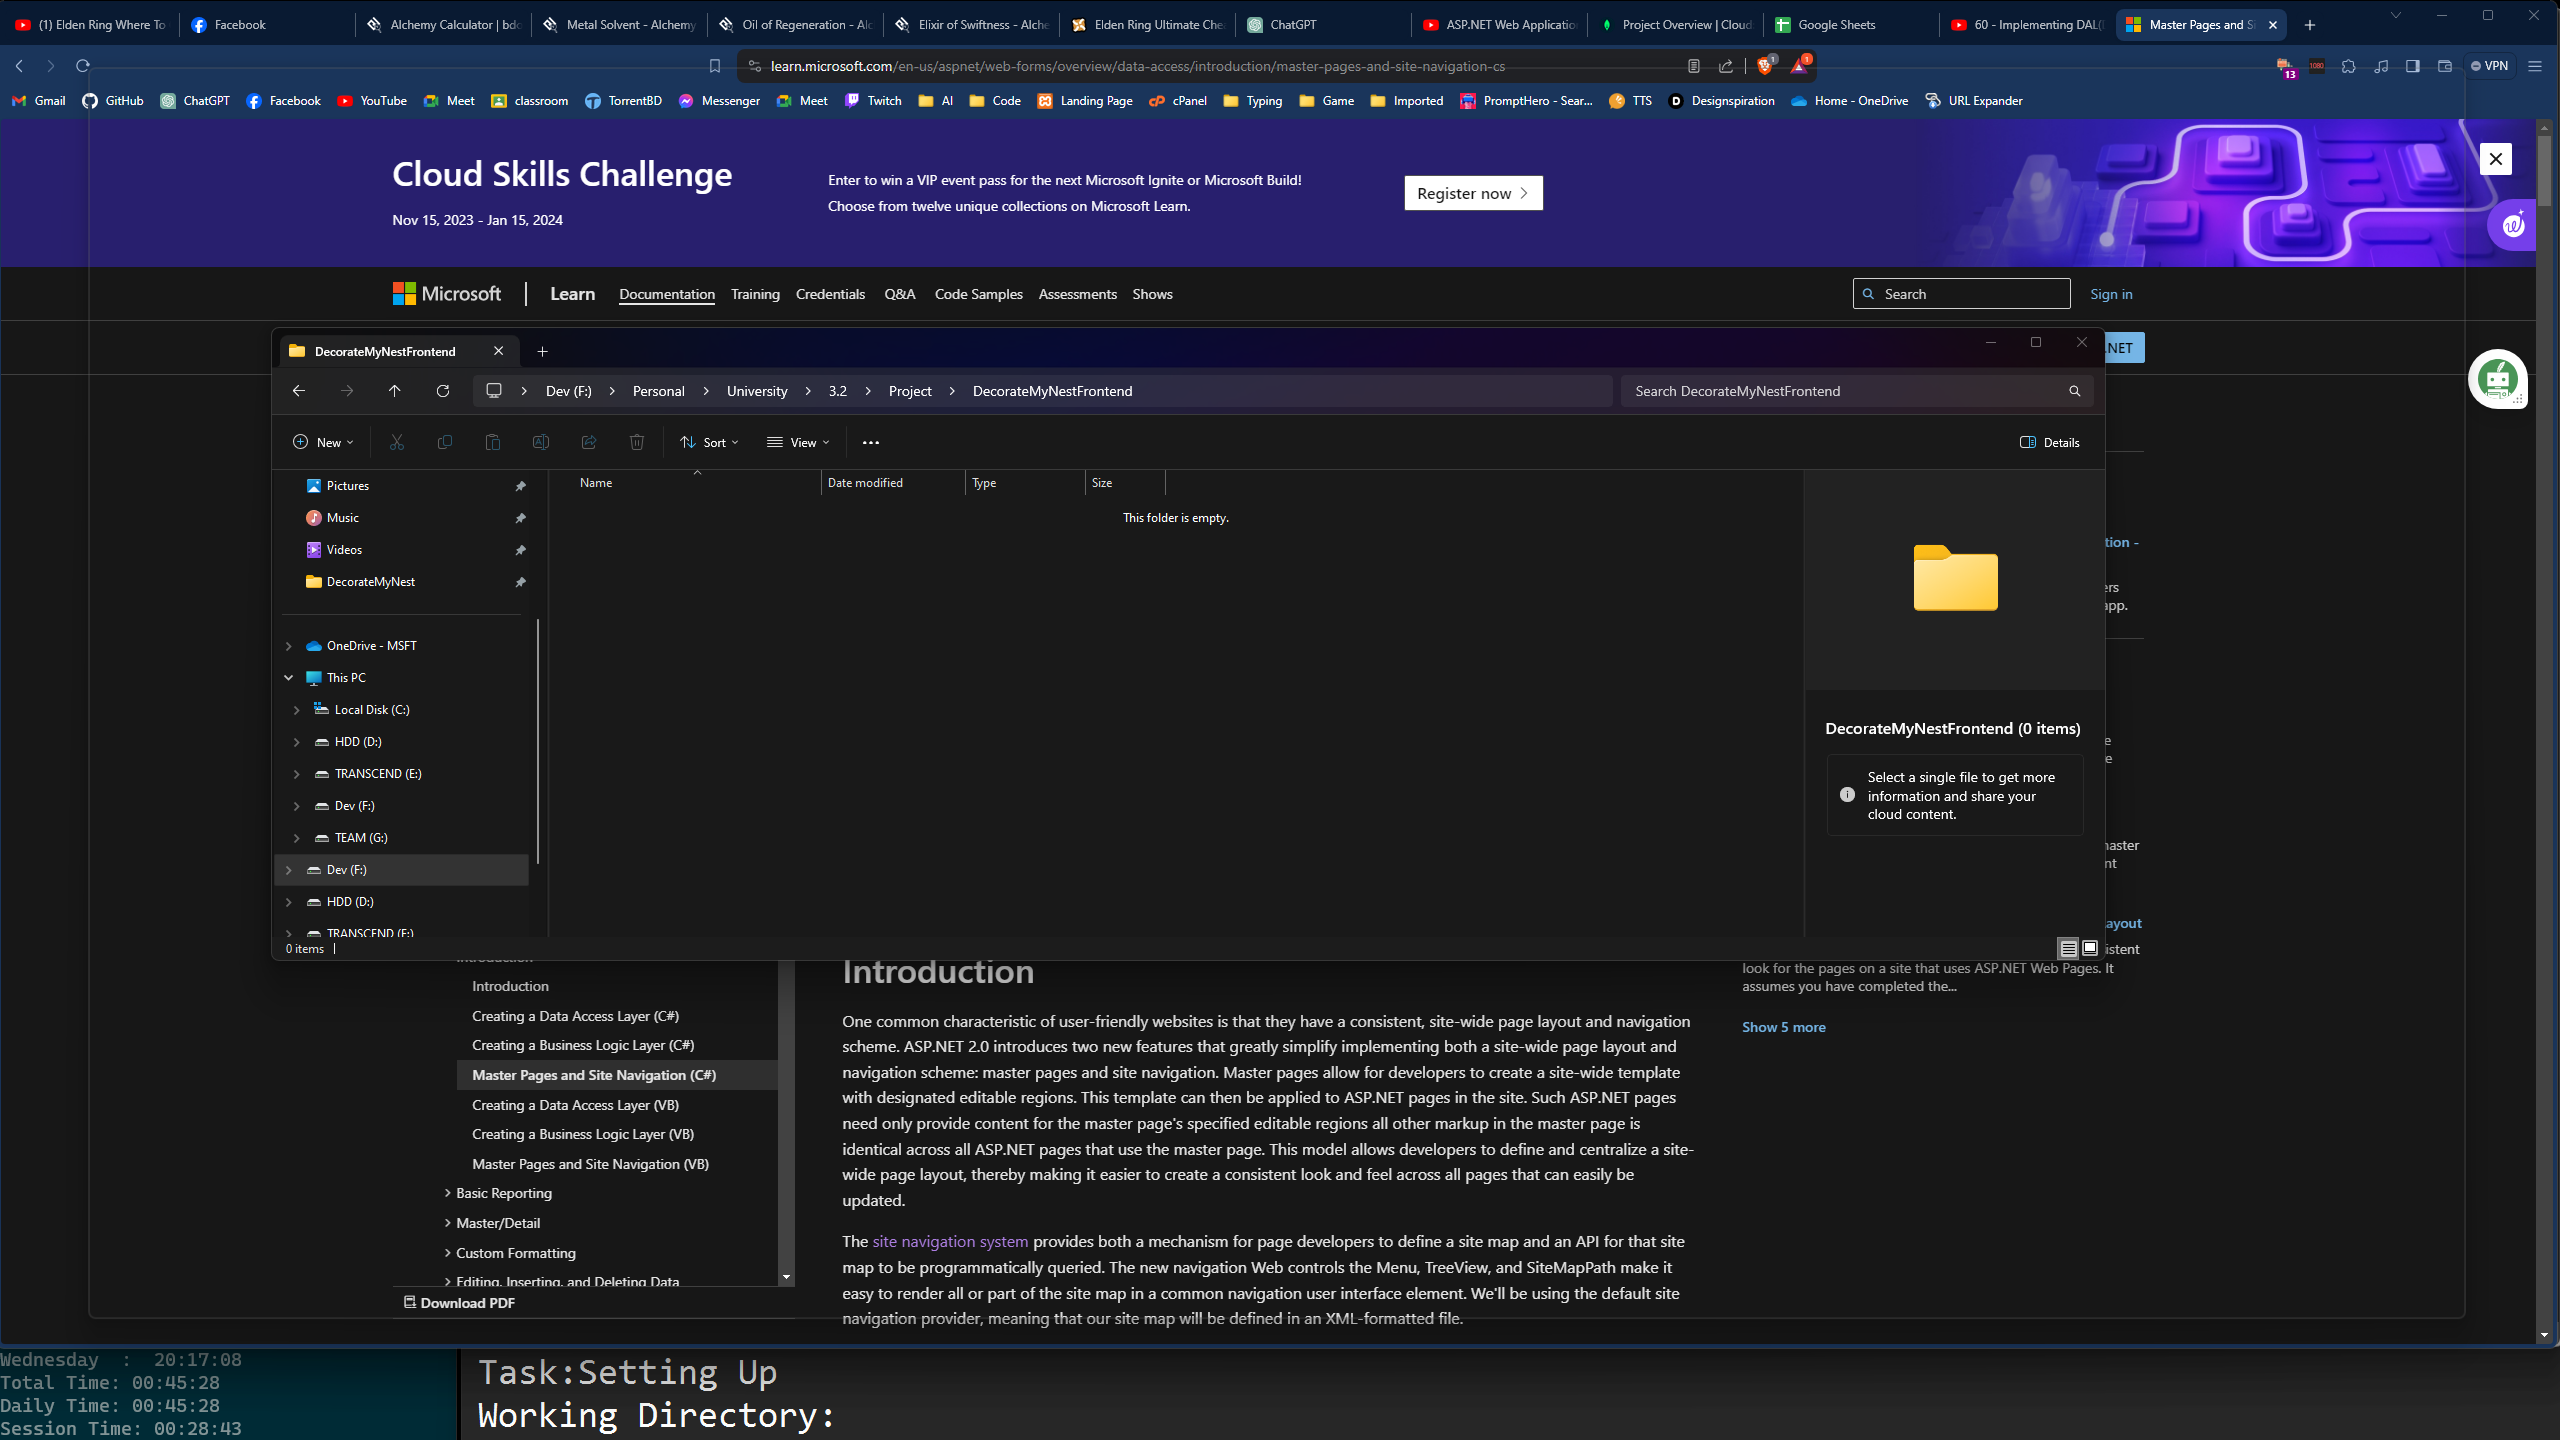 (1) Elden Ring Where To
Facebook
Alchemy Calculator | bdo
Metal Solvent - Alchemy
Oil of Regeneration - Alc
Elixir of Swiftness - Alche
Elden Ring Ultimate Che
ChatGPT
ASP.NET Web Application
Project Overview | Cloud
Google Sheets
60 - Implementing DAL(
Master Pages and Si
learn.microsoft.com/en-us/aspnet/web-forms/overview/data-access/introduction/master-pages-and-site-navigation-cs
1
1
13
1080
VPN
Gmail
GitHub
ChatGPT
Facebook
YouTube
Meet
classroom
TorrentBD
Messenger
Meet
Twitch
AI
Code
Landing Page
cPanel
Typing
Game
Imported
PromptHero - Sear...
TTS
Designspiration
Home - OneDrive
URL Expander
Cloud Skills Challenge
Nov 15, 2023 - Jan 15, 2024
Enter to win a VIP event pass for the next Microsoft Ignite or Microsoft Build!
Choose from twelve unique collections on Microsoft Learn.
Register now
Microsoft
Learn
Documentation
Training
Credentials
Q&A
Code Samples
Assessments
Shows
Search
Sign in
.NET
DecorateMyNestFrontend
Dev (F:)
Personal
University
3.2
Project
DecorateMyNestFrontend
Search DecorateMyNestFrontend
New
Sort
View
Details
Pictures
Music
Videos
DecorateMyNest
OneDrive - MSFT
This PC
Local Disk (C:)
HDD (D:)
TRANSCEND (E:)
Dev (F:)
TEAM (G:)
Dev (F:)
HDD (D:)
TRANSCEND (E:)
Name
Date modified
Type
Size
This folder is empty.
DecorateMyNestFrontend (0 items)
Select a single file to get more
information and share your
cloud content.
0 items
tion -
ers
app.
e
e
naster
nt
ayout
istent
look for the pages on a site that uses ASP.NET Web Pages. It
assumes you have completed the...
Show 5 more
Introduction
Introduction
Creating a Data Access Layer (C#)
Creating a Business Logic Layer (C#)
Master Pages and Site Navigation (C#)
Creating a Data Access Layer (VB)
Creating a Business Logic Layer (VB)
Master Pages and Site Navigation (VB)
Basic Reporting
Master/Detail
Custom Formatting
Editing, Inserting, and Deleting Data
Download PDF
Introduction
One common characteristic of user-friendly websites is that they have a consistent, site-wide page layout and navigation
scheme. ASP.NET 2.0 introduces two new features that greatly simplify implementing both a site-wide page layout and
navigation scheme: master pages and site navigation. Master pages allow for developers to create a site-wide template
with designated editable regions. This template can then be applied to ASP.NET pages in the site. Such ASP.NET pages
need only provide content for the master page's specified editable regions all other markup in the master page is
identical across all ASP.NET pages that use the master page. This model allows developers to define and centralize a site-
wide page layout, thereby making it easier to create a consistent look and feel across all pages that can easily be
updated.
The site navigation system provides both a mechanism for page developers to define a site map and an API for that site
map to be programmatically queried. The new navigation Web controls the Menu, TreeView, and SiteMapPath make it
easy to render all or part of the site map in a common navigation user interface element. We'll be using the default site
navigation provider, meaning that our site map will be defined in an XML-formatted file.
Wednesday : 20:17:08
Total Time: 00:45:28
Daily Time: 00:45:28
Session Time: 00:28:43
Task:Setting Up
Working Directory: